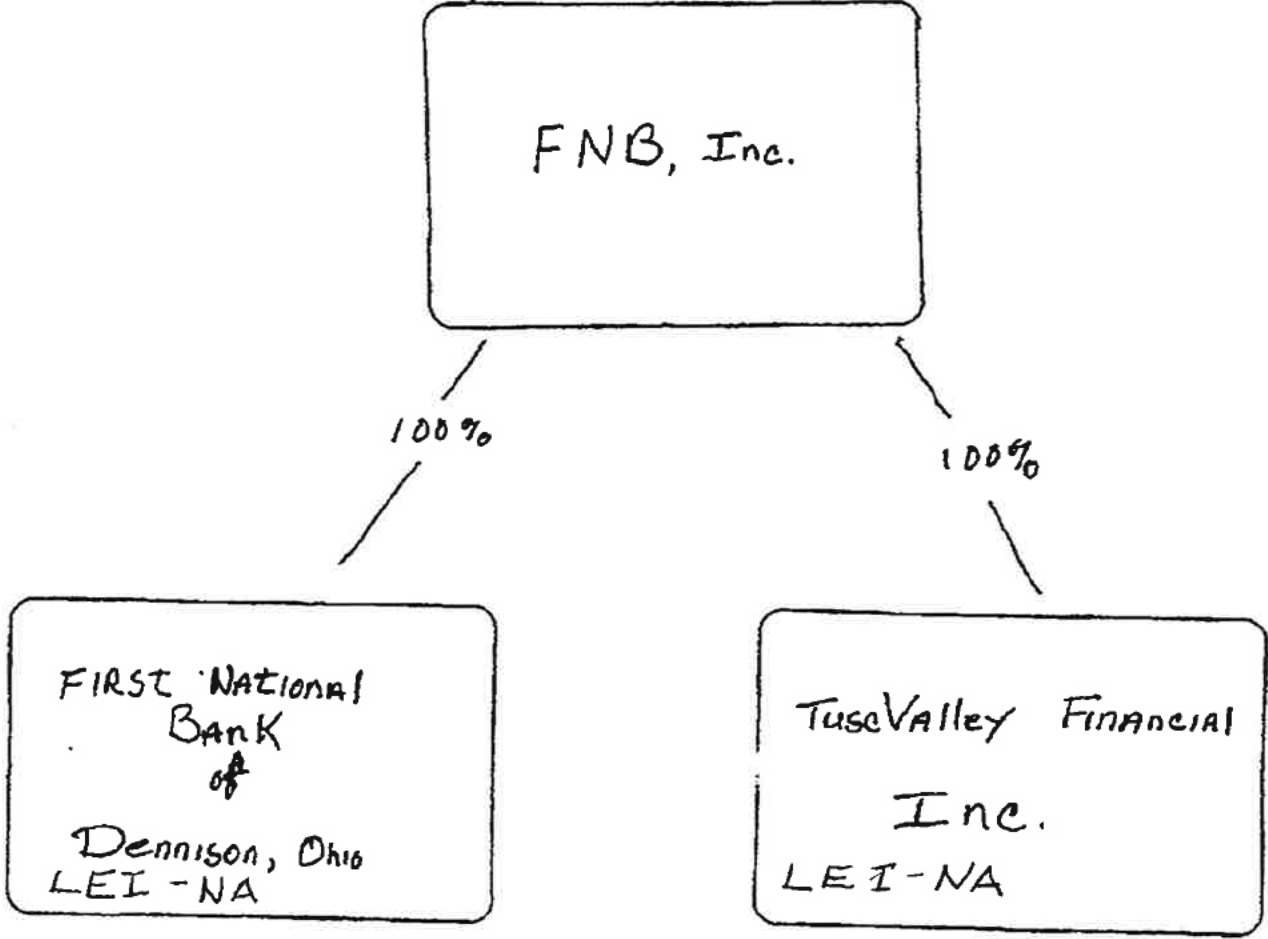 FNB, Inc.
100%
100%
FIRST NATIONAl
BANK
of
Dennison, Ohio
LEI - NA
TuscVAlley FINANCIAl
Inc.
LEI-NA